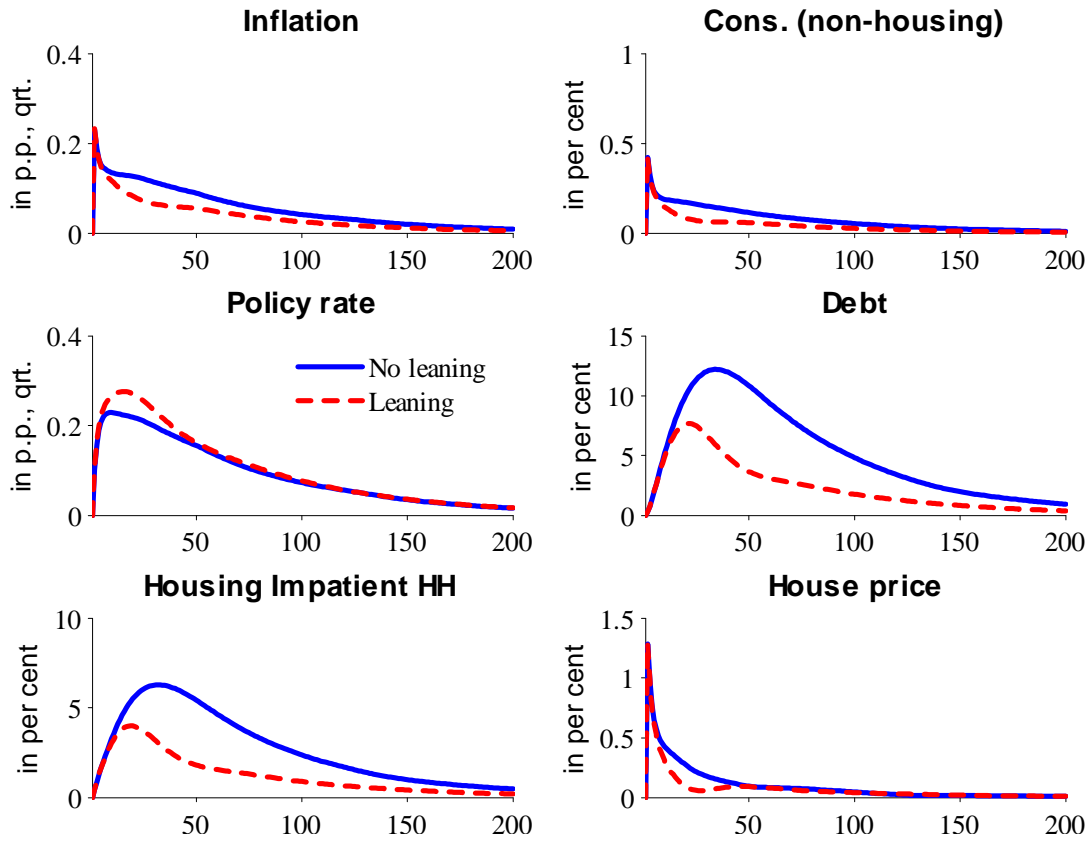 Inflation
in p.p., qrt.
0.4
0.2
0
50 100 150 200
Cons. (non-housing)
in per cent
1
0.5
0
50 100 150 200
Policy rate
in p.p., qrt.
0.4
0.2
0
50 100 150 200
No leaning
Leaning
Debt
in per cent
15
10
5
0
50 100 150 200
Housing Impatient HH
in per cent
10
5
0
50 100 150 200
House price
in per cent
1.5
1
0.5
0
50 100 150 200